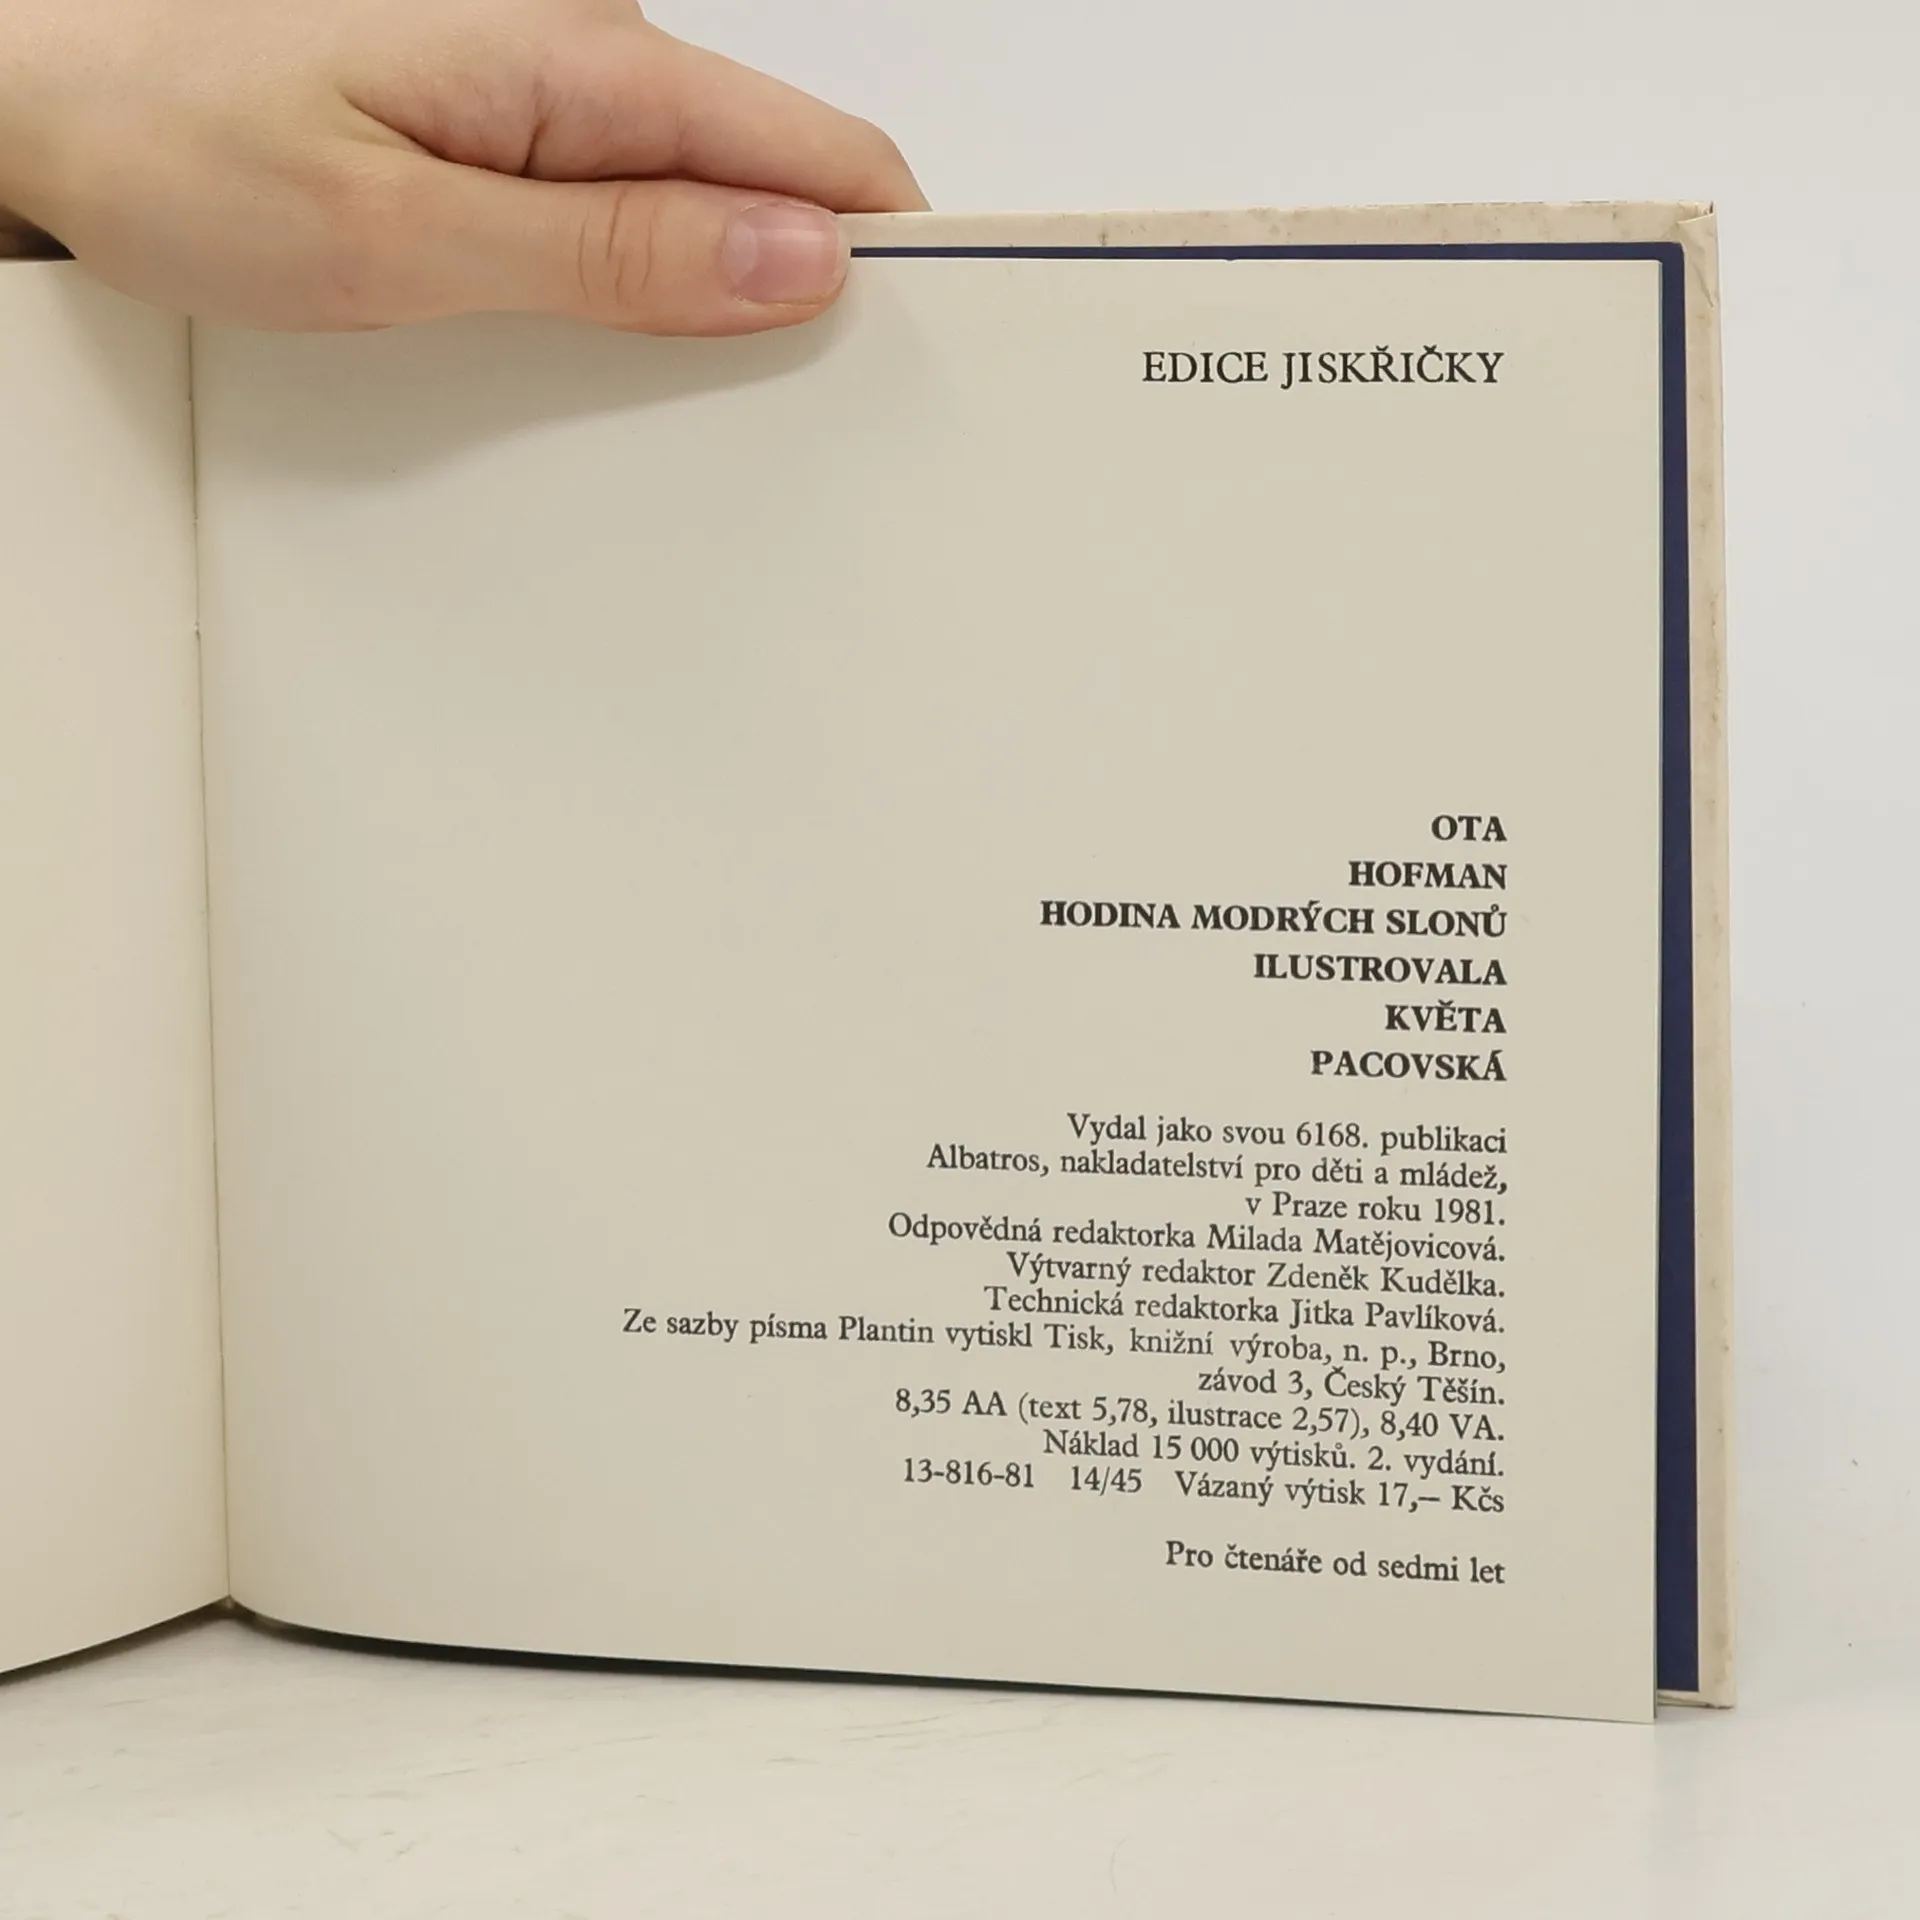 EDICE JISKŘIČKY
OTA
HOFMAN
HODINA MODRÝCH SLONŮ
ILUSTROVALA
KVĚTA
PACOVSKÁ
Vydal jako svou 6168. publikaci
Albatros, nakladatelství pro děti a mládež,
v Praze roku 1981.
Odpovědná redaktorka Milada Matějovicová.
Výtvarný redaktor Zdeněk Kudělka.
Technická redaktorka Jitka Pavlíková.
Ze sazby písma Plantin vytiskl Tisk, knižní výroba, n. p., Brno,
závod 3, Český Těšín.
8,35 AA (text 5,78, ilustrace 2,57), 8,40 VA.
Náklad 15 000 výtisků. 2. vydání.
13-816-81 14/45 Vázaný výtisk 17,– Kčs
Pro čtenáře od sedmi let